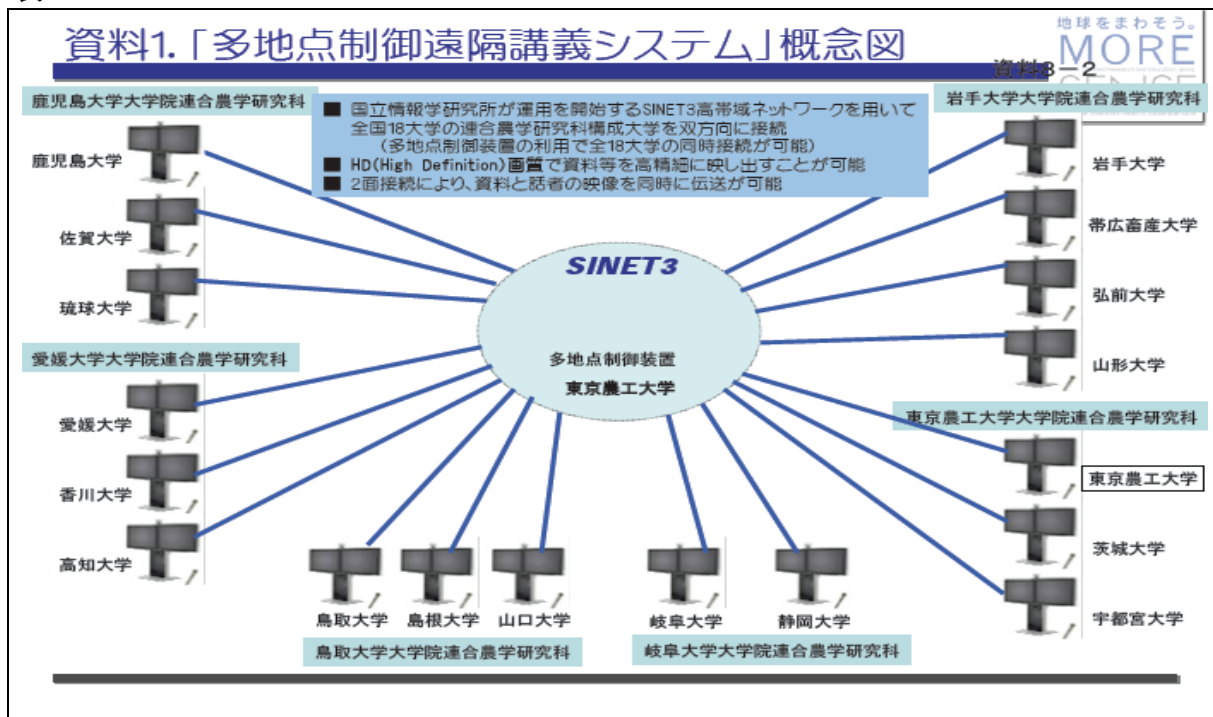 地球をまわそう。
MORE
SENSE
資料1.「多地点制御遠隔講義システム」概念図
資料8－2
鹿児島大学大学院連合農学研究科
岩手大学大学院連合農学研究科
■ 国立情報学研究所が運用を開始するSINET3高帯域ネットワークを用いて
全国18大学の連合農学研究科構成大学を双方向に接続
（多地点制御装置の利用で全18大学の同時接続が可能）
■ HD(High Definition)画質で資料等を高精細に映し出すことが可能
■ 2面接続により、資料と話者の映像を同時に伝送が可能
鹿児島大学
佐賀大学
琉球大学
愛媛大学大学院連合農学研究科
愛媛大学
香川大学
高知大学
SINET3
多地点制御装置
東京農工大学
岩手大学
帯広畜産大学
弘前大学
山形大学
東京農工大学大学院連合農学研究科
東京農工大学
茨城大学
宇都宮大学
鳥取大学
島根大学
山口大学
鳥取大学大学院連合農学研究科
岐阜大学
静岡大学
岐阜大学大学院連合農学研究科